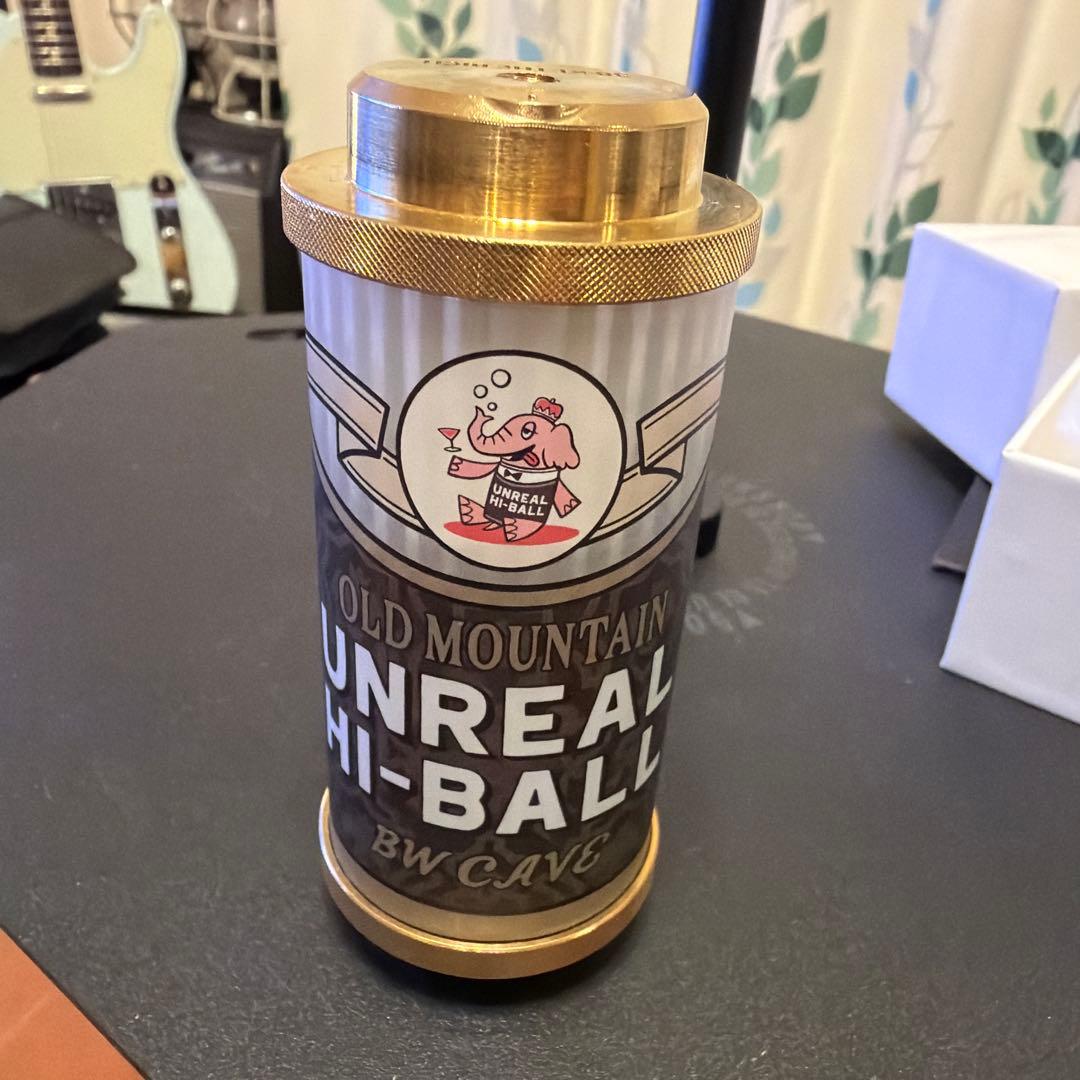 UNREAL
HI-BALL
OLD MOUNTAIN
UNREAL
HI-BALL
BW CAVE